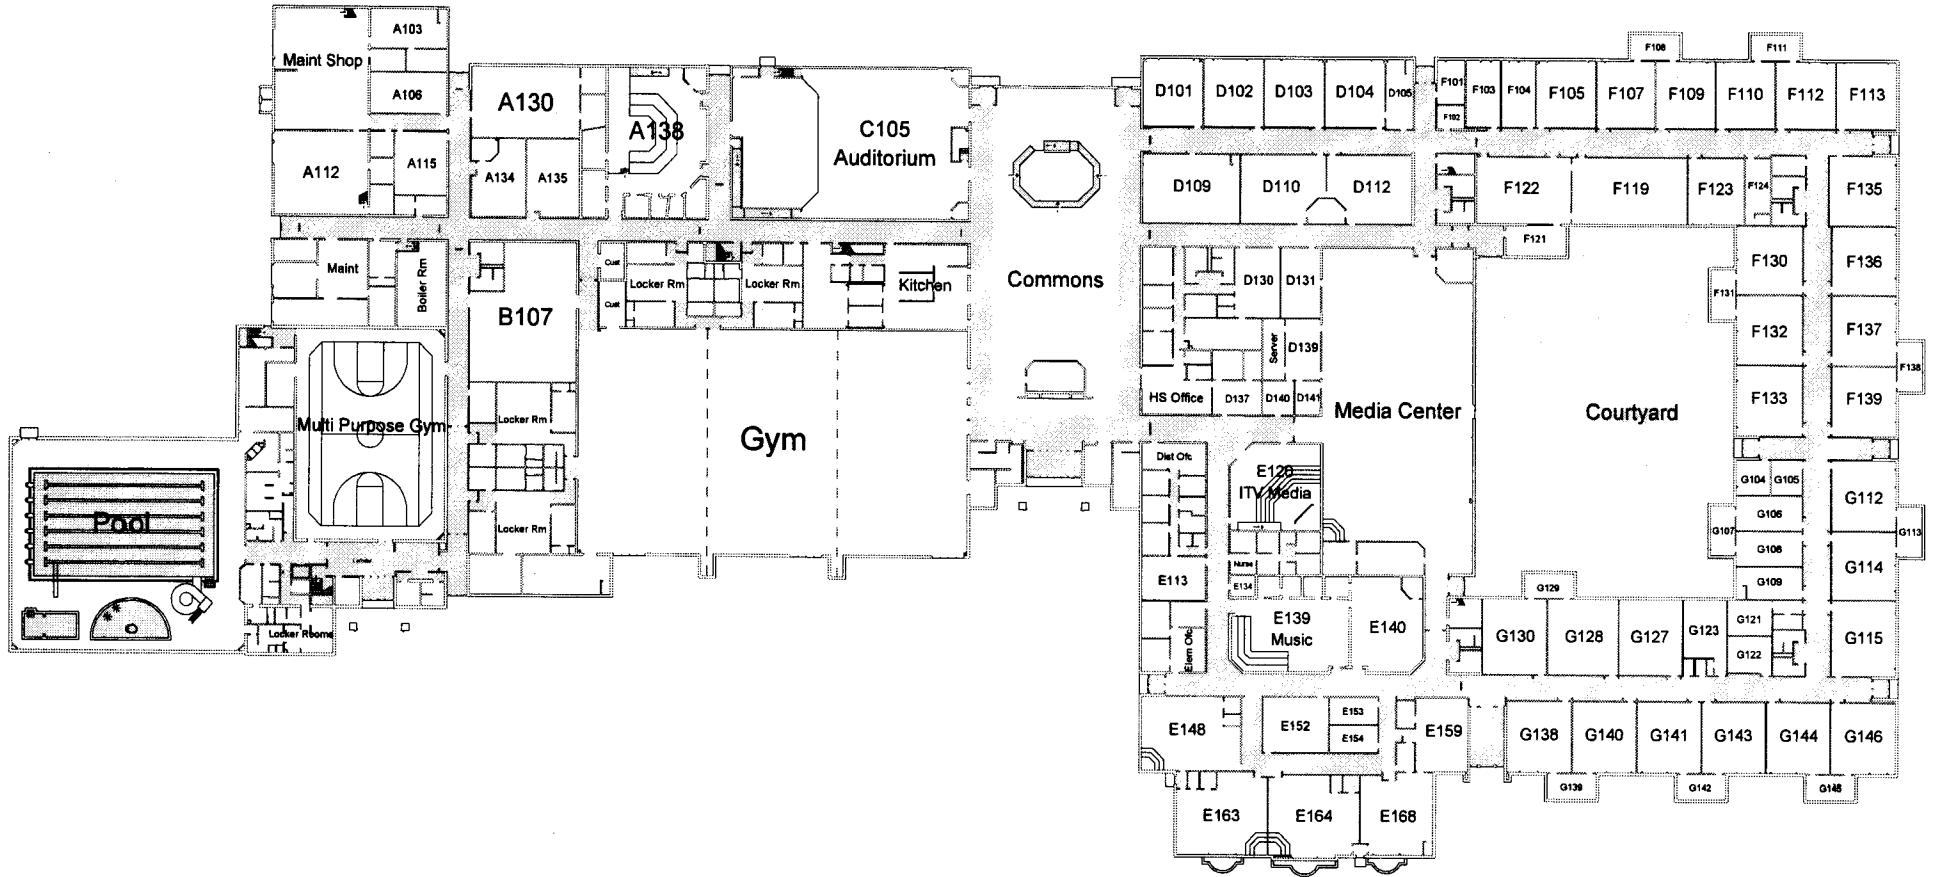 A103
Maint Shop
A106
A112
A115
A130
A138
A134
A135
C105
Auditorium
Commons
D101
D102
D103
D104
D105
D109
D110
D112
F101
F102
F103
F104
F105
F107
F108
F109
F110
F111
F112
F113
F122
F119
F123
F124
F135
F121
Maint
Boiler Rm
B107
Cust
Cust
Locker Rm
Locker Rm
Kitchen
D130
D131
Server
D139
HS Office
D137
D140
D141
Media Center
Courtyard
F130
F131
F132
F133
F136
F137
F138
F139
Multi Purpose Gym
Locker Rm
Locker Rm
Gym
Pool
Locker Rooms
Dist Ofc
E120
ITV Media
E113
Nurse
E134
E139
Music
E140
Elem Ofc
G104
G105
G106
G107
G108
G109
G112
G113
G114
G115
G129
G130
G128
G127
G123
G121
G122
E148
E152
E153
E154
E159
E163
E164
E168
G138
G140
G141
G143
G144
G146
G139
G142